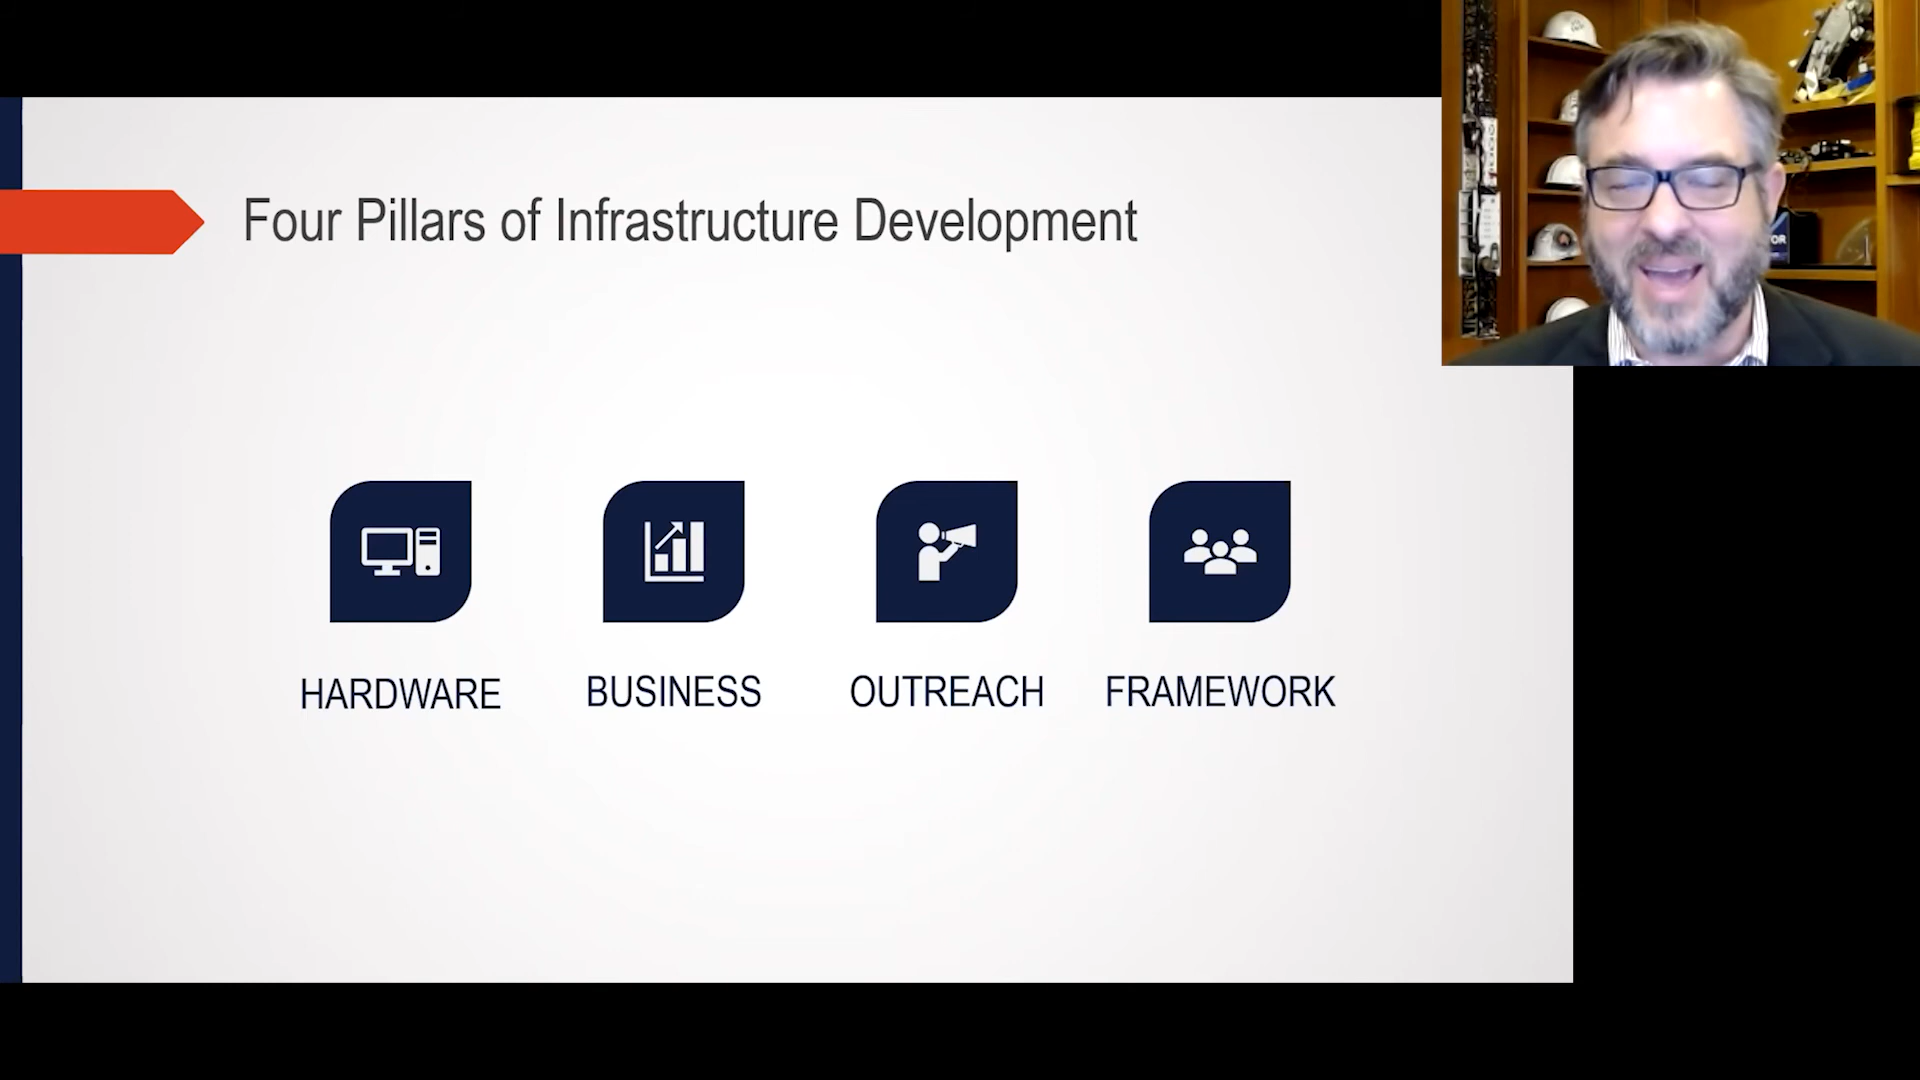 Four Pillars of Infrastructure Development
HARDWARE
BUSINESS
OUTREACH
FRAMEWORK